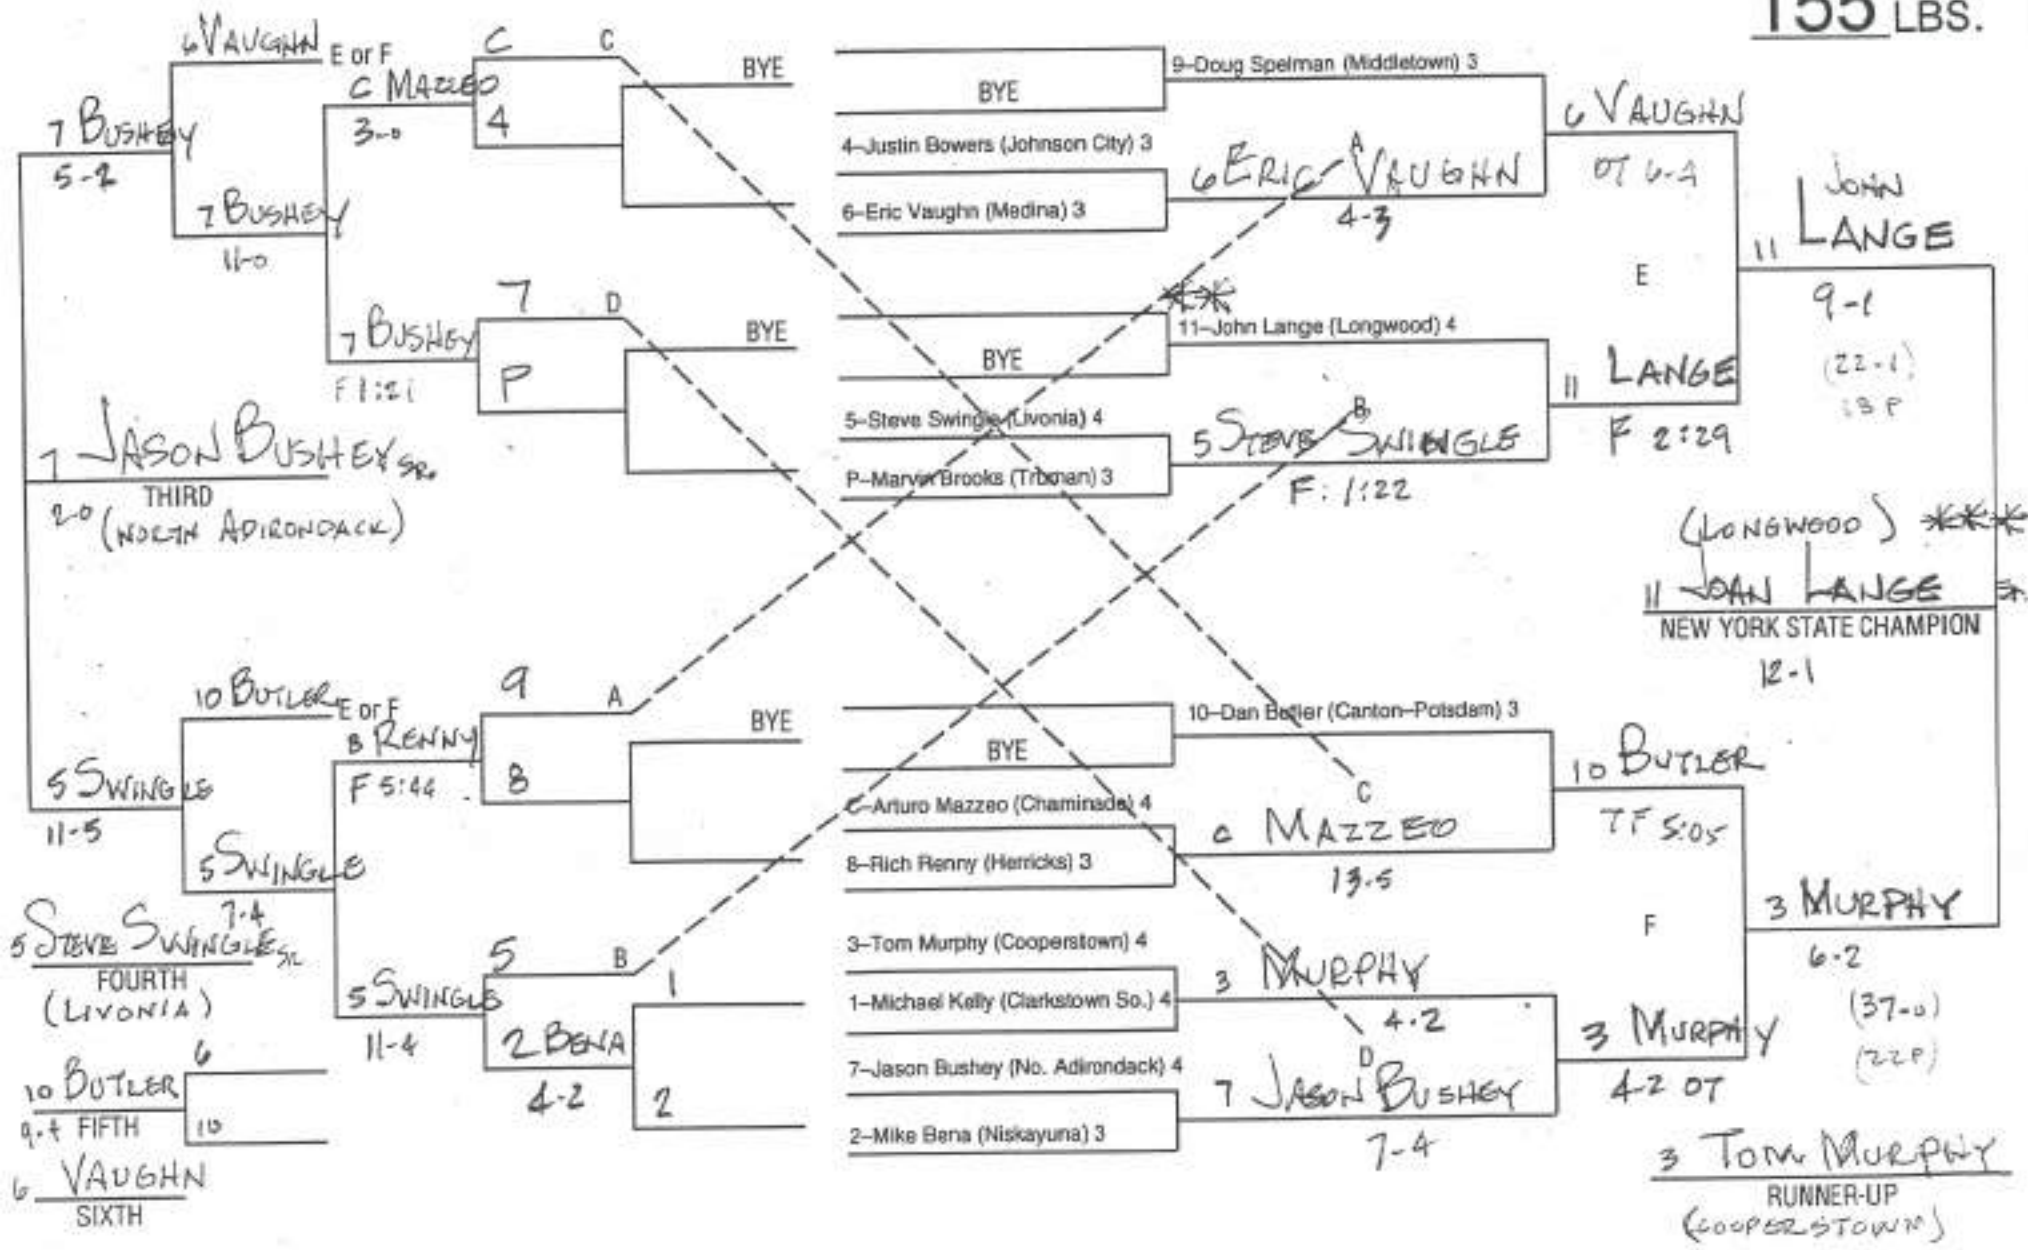 155 LBS.
6 VAUGHN
E or F
C MAZZEO
3-0
C
4
C
7 BUSHEY
5-2
7 BUSHEY
11-0
7 BUSHEY
F 1:21
7
P
D
7 JASON BUSHEY SR.
THIRD
2-0 (NORTH ADIRONDACK)
10 BUTLER
E or F
8 RENNY
F 5:44
9
8
A
5 SWINGLE
11-5
5 SWINGLE
7-4
5 STEVE SWINGLE SR
FOURTH
(LIVONIA)
5 SWINGLE
11-4
5
B
2 BENA
4-2
1
2
10 BUTLER
9-4 FIFTH
6
10
6 VAUGHN
SIXTH
BYE
BYE
BYE
BYE
9-Doug Spelman (Middletown) 3
BYE
4-Justin Bowers (Johnson City) 3
6-Eric Vaughn (Medina) 3
A
6 ERIC VAUGHN
4-3
**
11-John Lange (Longwood) 4
BYE
5-Steve Swingle (Livonia) 4
P-Marvin Brooks (Truman) 3
B
5 STEVE SWINGLE
F: 1:22
10-Dan Butler (Canton-Potsdam) 3
BYE
C-Arturo Mazzeo (Chaminade) 4
8-Rich Renny (Herricks) 3
C
C MAZZEO
13-5
3-Tom Murphy (Cooperstown) 4
1-Michael Kelly (Clarkstown So.) 4
3 MURPHY
4-2
7-Jason Bushey (No. Adirondack) 4
2-Mike Bena (Niskayuna) 3
D
7 JASON BUSHEY
7-4
6 VAUGHN
OT 6-4
E
11 LANGE
F 2:29
11 JOHN LANGE
9-1
(22-1)
13 P
(LONGWOOD) ***
11 JOHN LANGE SR.
NEW YORK STATE CHAMPION
12-1
10 BUTLER
TF 5:05
F
3 MURPHY
4-2 OT
3 MURPHY
6-2
(37-0)
(22P)
3 TOM MURPHY
RUNNER-UP
(COOPERSTOWN)